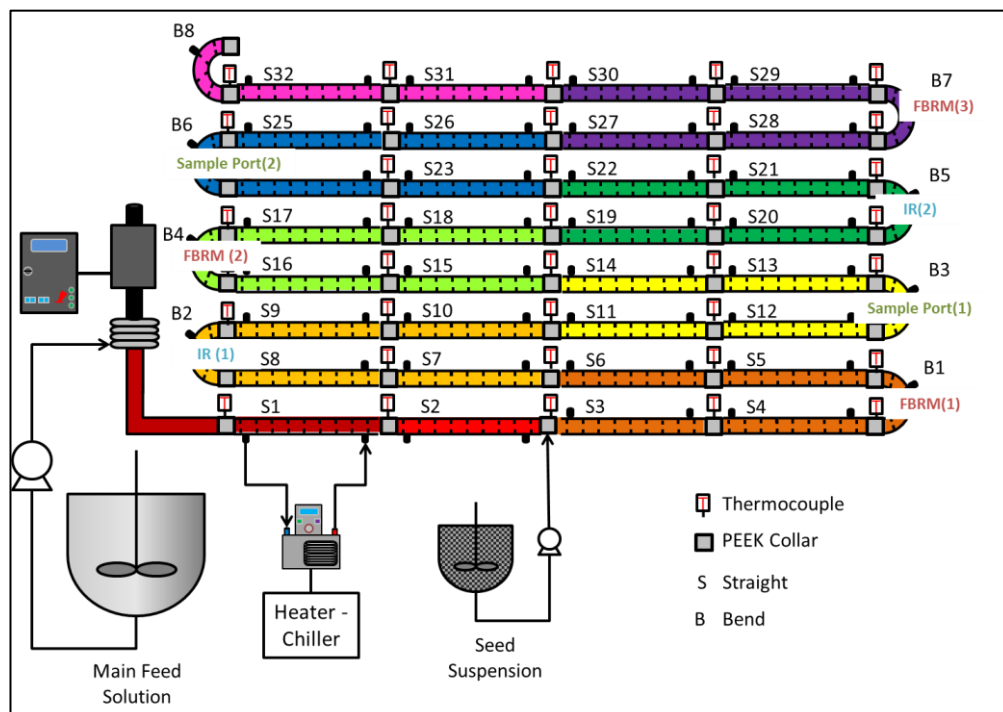 B8
S32 S31 S30 S29
B7
FBRM(3)
B6
S25 S26 S27 S28
Sample Port(2)
S23 S22 S21
B5
IR(2)
B4
S17 S18 S19 S20
FBRM (2)
S16 S15 S14 S13
B3
Sample Port(1)
B2
S9 S10 S11 S12
IR (1)
S8 S7 S6 S5
B1
FBRM(1)
S1 S2 S3 S4
T Thermocouple
PEEK Collar
S Straight
B Bend
Heater -
Chiller
Seed
Suspension
Main Feed
Solution